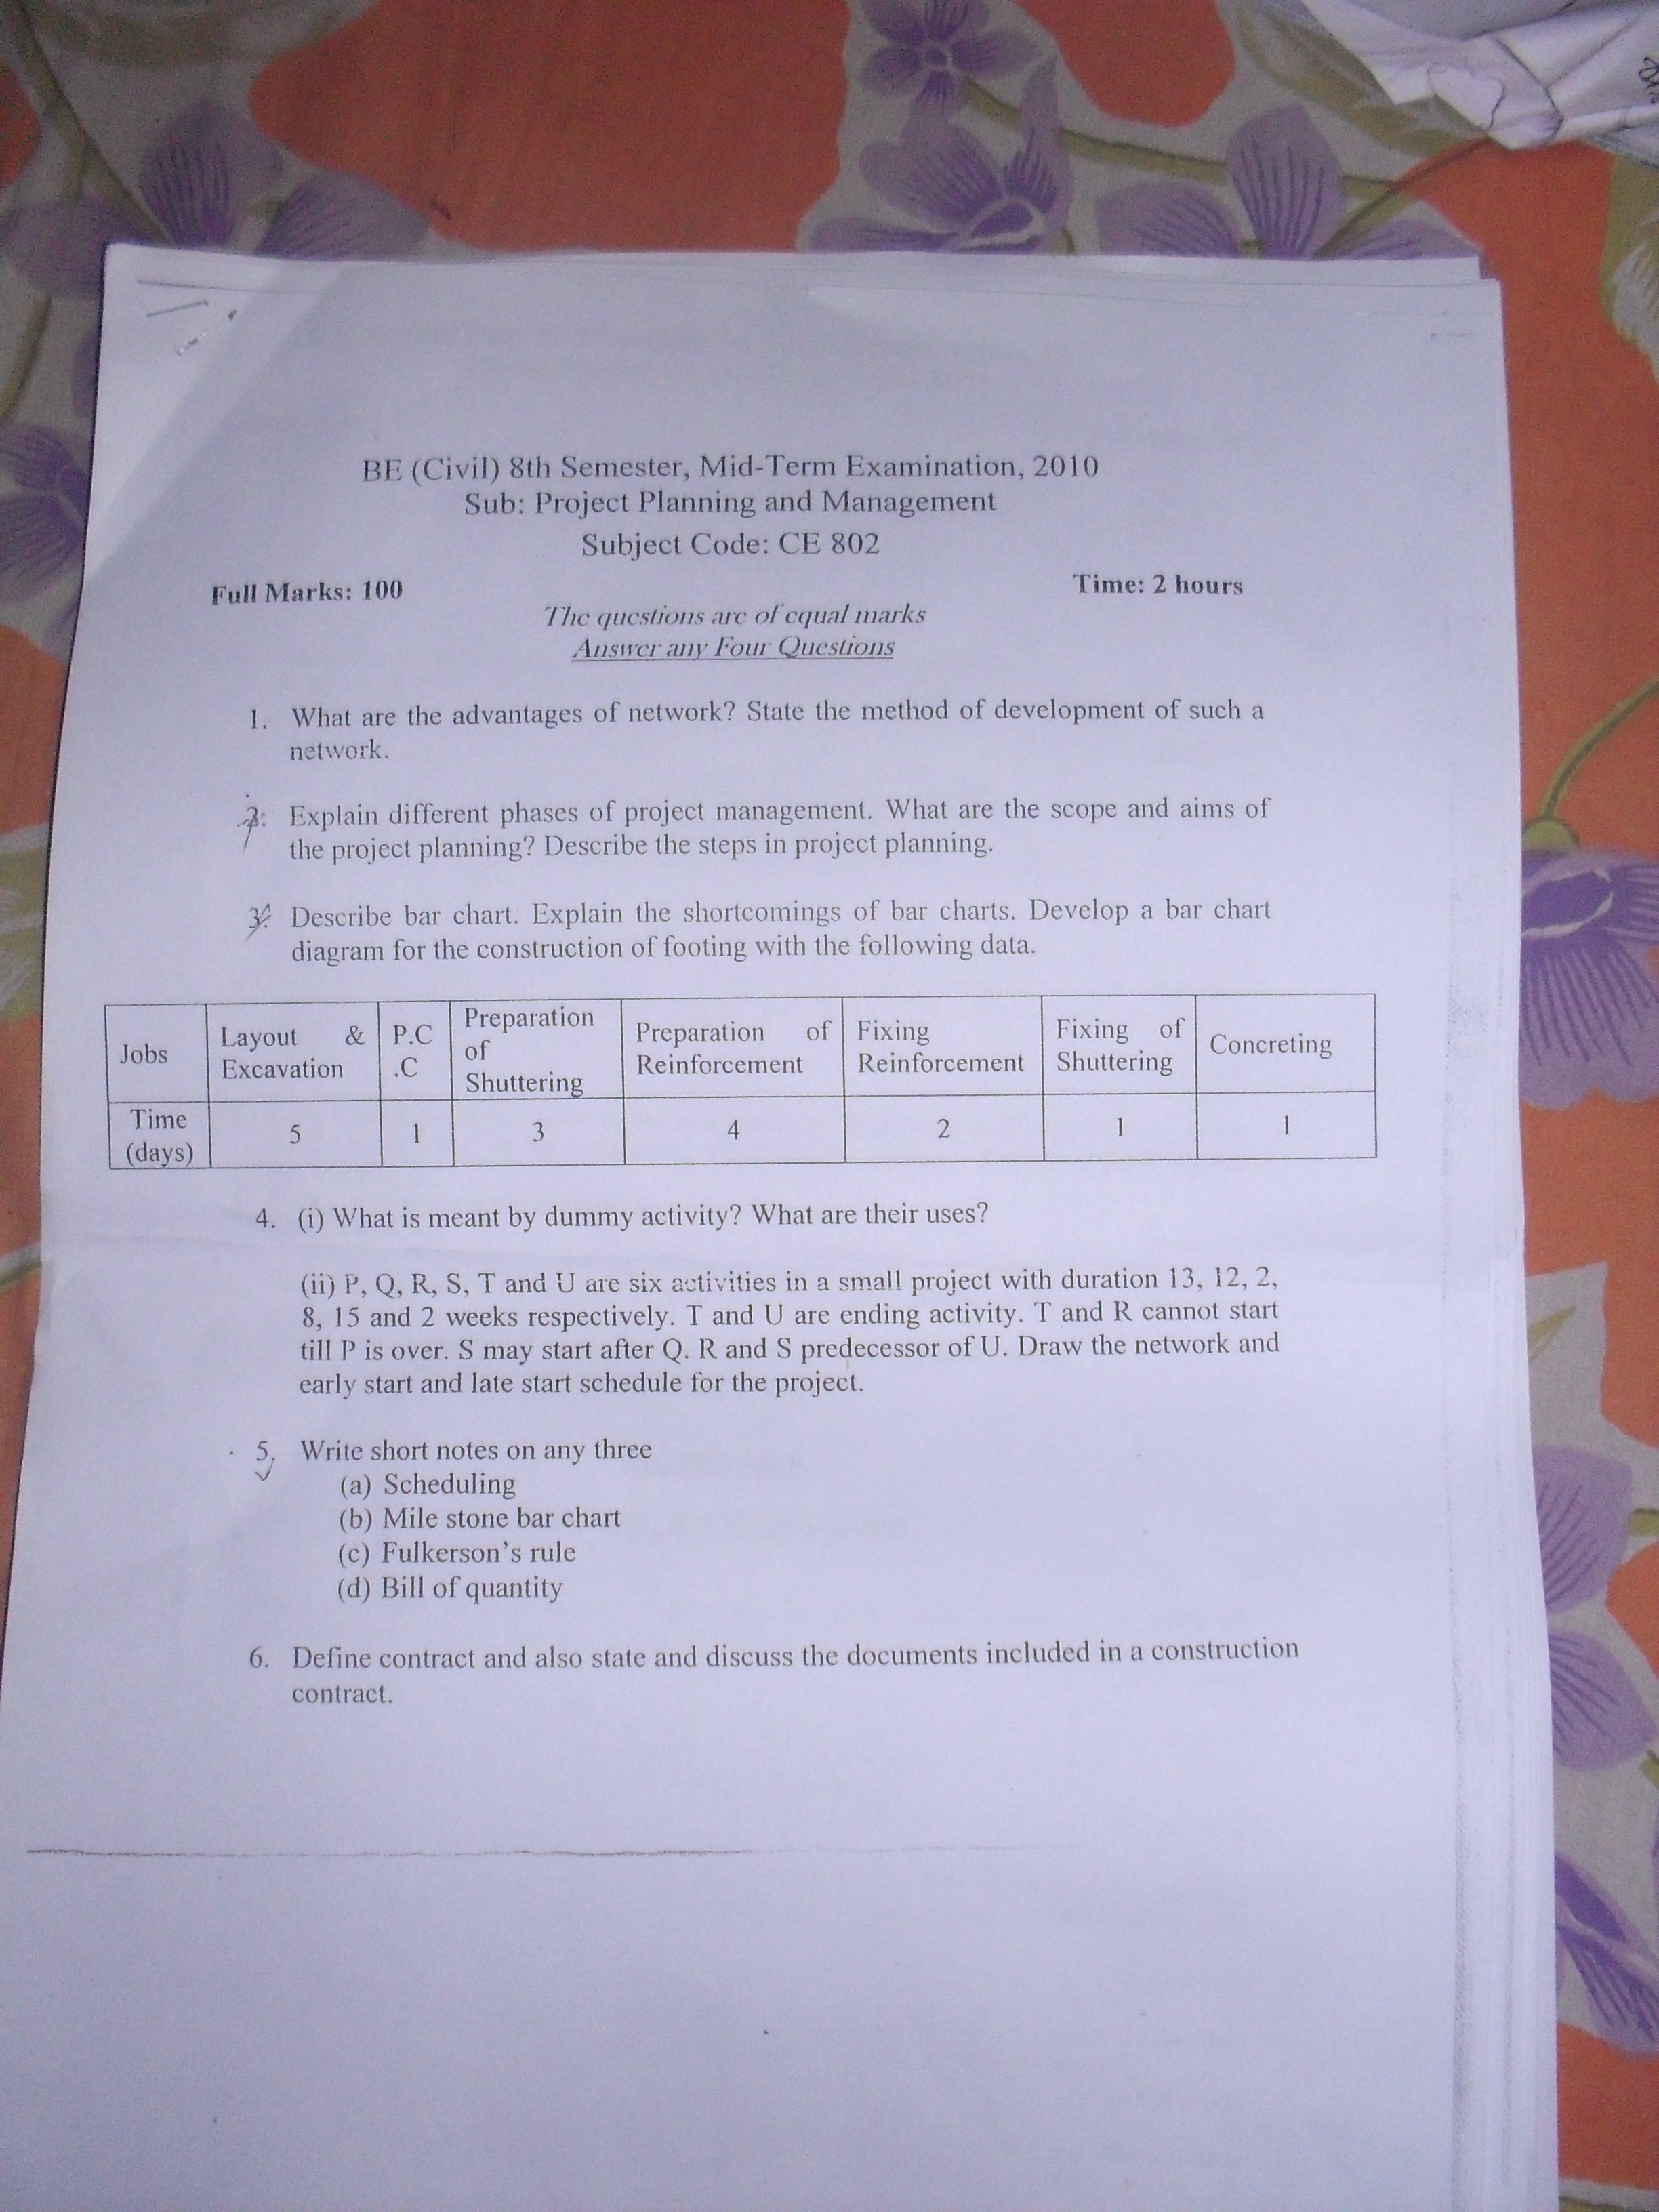 BE (Civil) 8th Semester, Mid-Term Examination, 2010
Sub: Project Planning and Management
Subject Code: CE 802
Full Marks: 100 Time: 2 hours
The questions are of equal marks
Answer any Four Questions
1. What are the advantages of network? State the method of development of such a
network.
2. Explain different phases of project management. What are the scope and aims of
the project planning? Describe the steps in project planning.
3. Describe bar chart. Explain the shortcomings of bar charts. Develop a bar chart
diagram for the construction of footing with the following data.
Jobs
Layout &
Excavation
P.C
.C
Preparation
of
Shuttering
Preparation of
Reinforcement
Fixing
Reinforcement
Fixing of
Shuttering
Concreting
Time
(days)
5 1 3 4 2 1 1
4. (i) What is meant by dummy activity? What are their uses?
(ii) P, Q, R, S, T and U are six activities in a small project with duration 13, 12, 2,
8, 15 and 2 weeks respectively. T and U are ending activity. T and R cannot start
till P is over. S may start after Q. R and S predecessor of U. Draw the network and
early start and late start schedule for the project.
5. Write short notes on any three
(a) Scheduling
(b) Mile stone bar chart
(c) Fulkerson's rule
(d) Bill of quantity
6. Define contract and also state and discuss the documents included in a construction
contract.